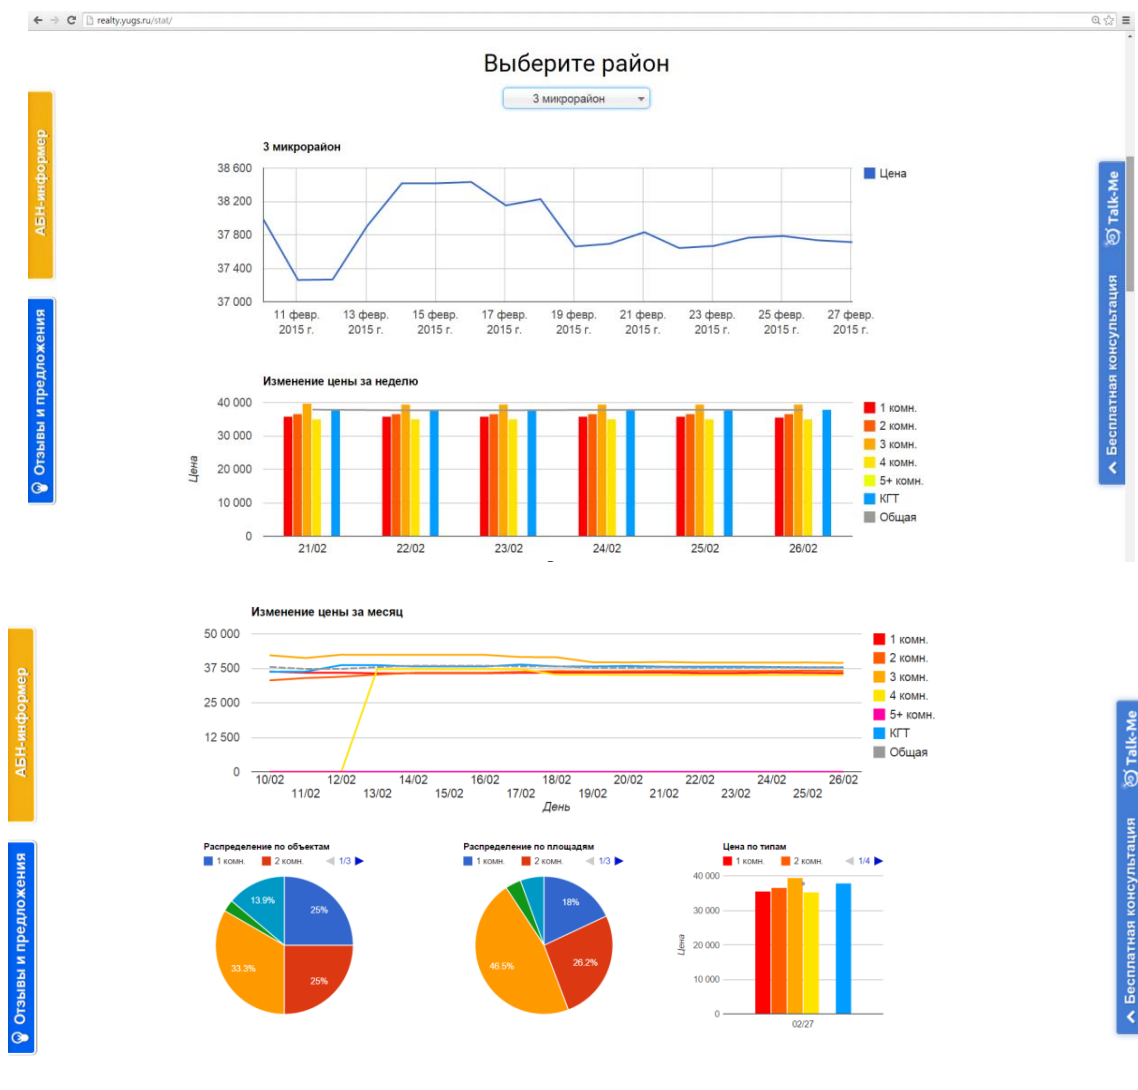 realty.yugs.ru/stat/
Выберите район
3 микрорайон
АБН-информер
Отзывы и предложения
Talk-Me
Бесплатная консультация
3 микрорайон
38 600
38 200
37 800
37 400
37 000
Цена
11 февр. 2015 г.
13 февр. 2015 г.
15 февр. 2015 г.
17 февр. 2015 г.
19 февр. 2015 г.
21 февр. 2015 г.
23 февр. 2015 г.
25 февр. 2015 г.
27 февр. 2015 г.
Изменение цены за неделю
Цена
40 000
30 000
20 000
10 000
0
21/02 22/02 23/02 24/02 25/02 26/02
1 комн.
2 комн.
3 комн.
4 комн.
5+ комн.
КГТ
Общая
Изменение цены за месяц
50 000
37 500
25 000
12 500
0
10/02 12/02 14/02 16/02 18/02 20/02 22/02 24/02 26/02
11/02 13/02 15/02 17/02 19/02 21/02 23/02 25/02
День
1 комн.
2 комн.
3 комн.
4 комн.
5+ комн.
КГТ
Общая
АБН-информер
Отзывы и предложения
Talk-Me
Бесплатная консультация
Распределение по объектам
1 комн. 2 комн. 1/3
13.9%
25%
33.3%
25%
Распределение по площадям
1 комн. 2 комн. 1/3
18%
46.5%
26.2%
Цена по типам
1 комн. 2 комн. 1/4
Цена
40 000
30 000
20 000
10 000
0
02/27